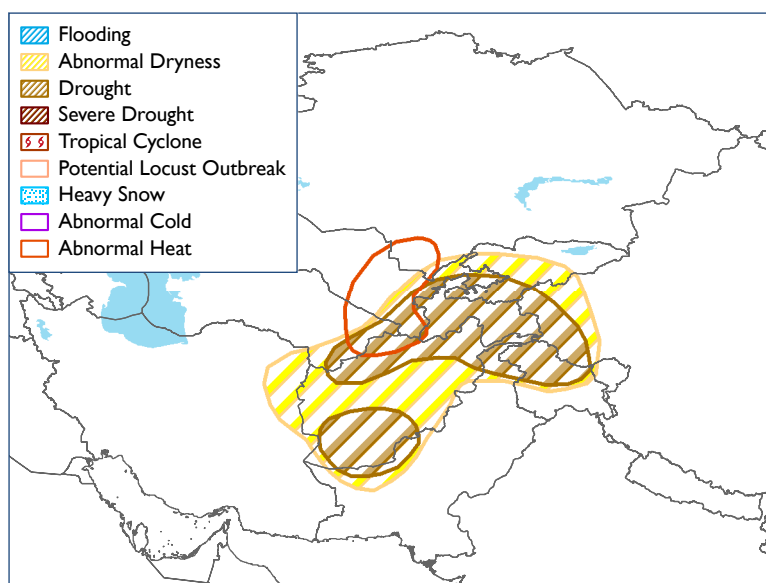 Flooding
Abnormal Dryness
Drought
Severe Drought
Tropical Cyclone
Potential Locust Outbreak
Heavy Snow
Abnormal Cold
Abnormal Heat